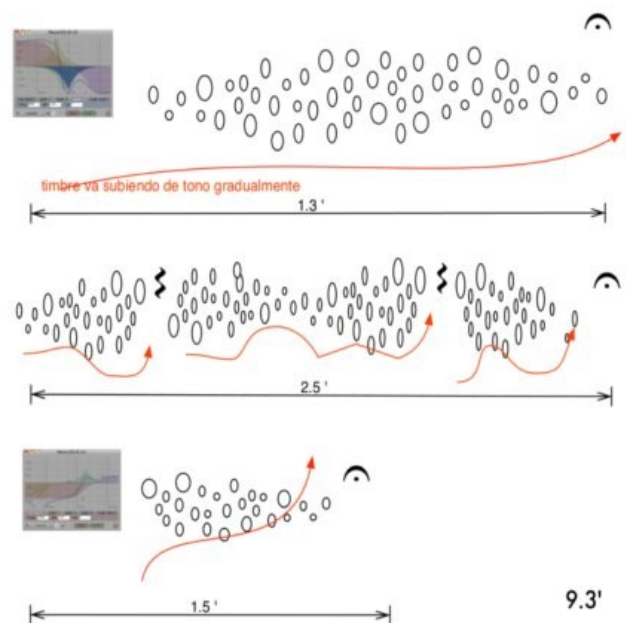 timbre va subiendo de tono gradualmente
1.3 '
2.5 '
1.5 '
9.3'